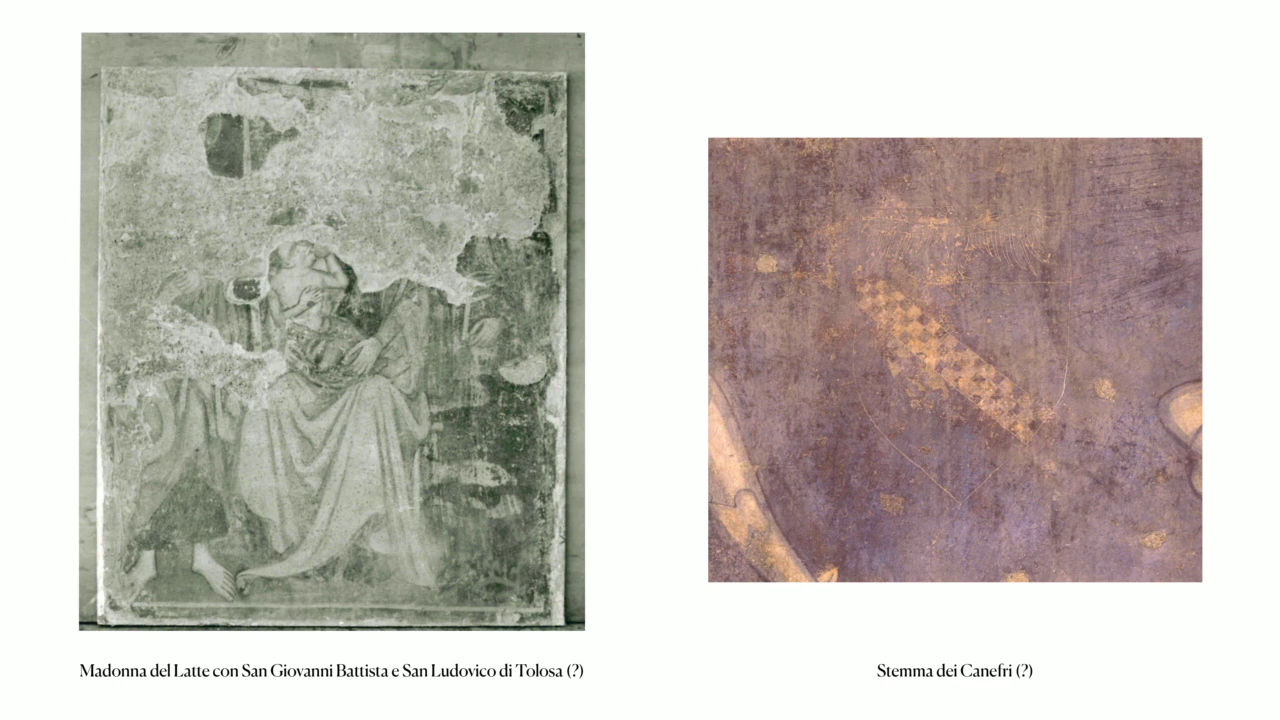 Madonna del Latte con San Giovanni Battista e San Ludovico di Tolosa (?)
Stemma dei Canefri (?)